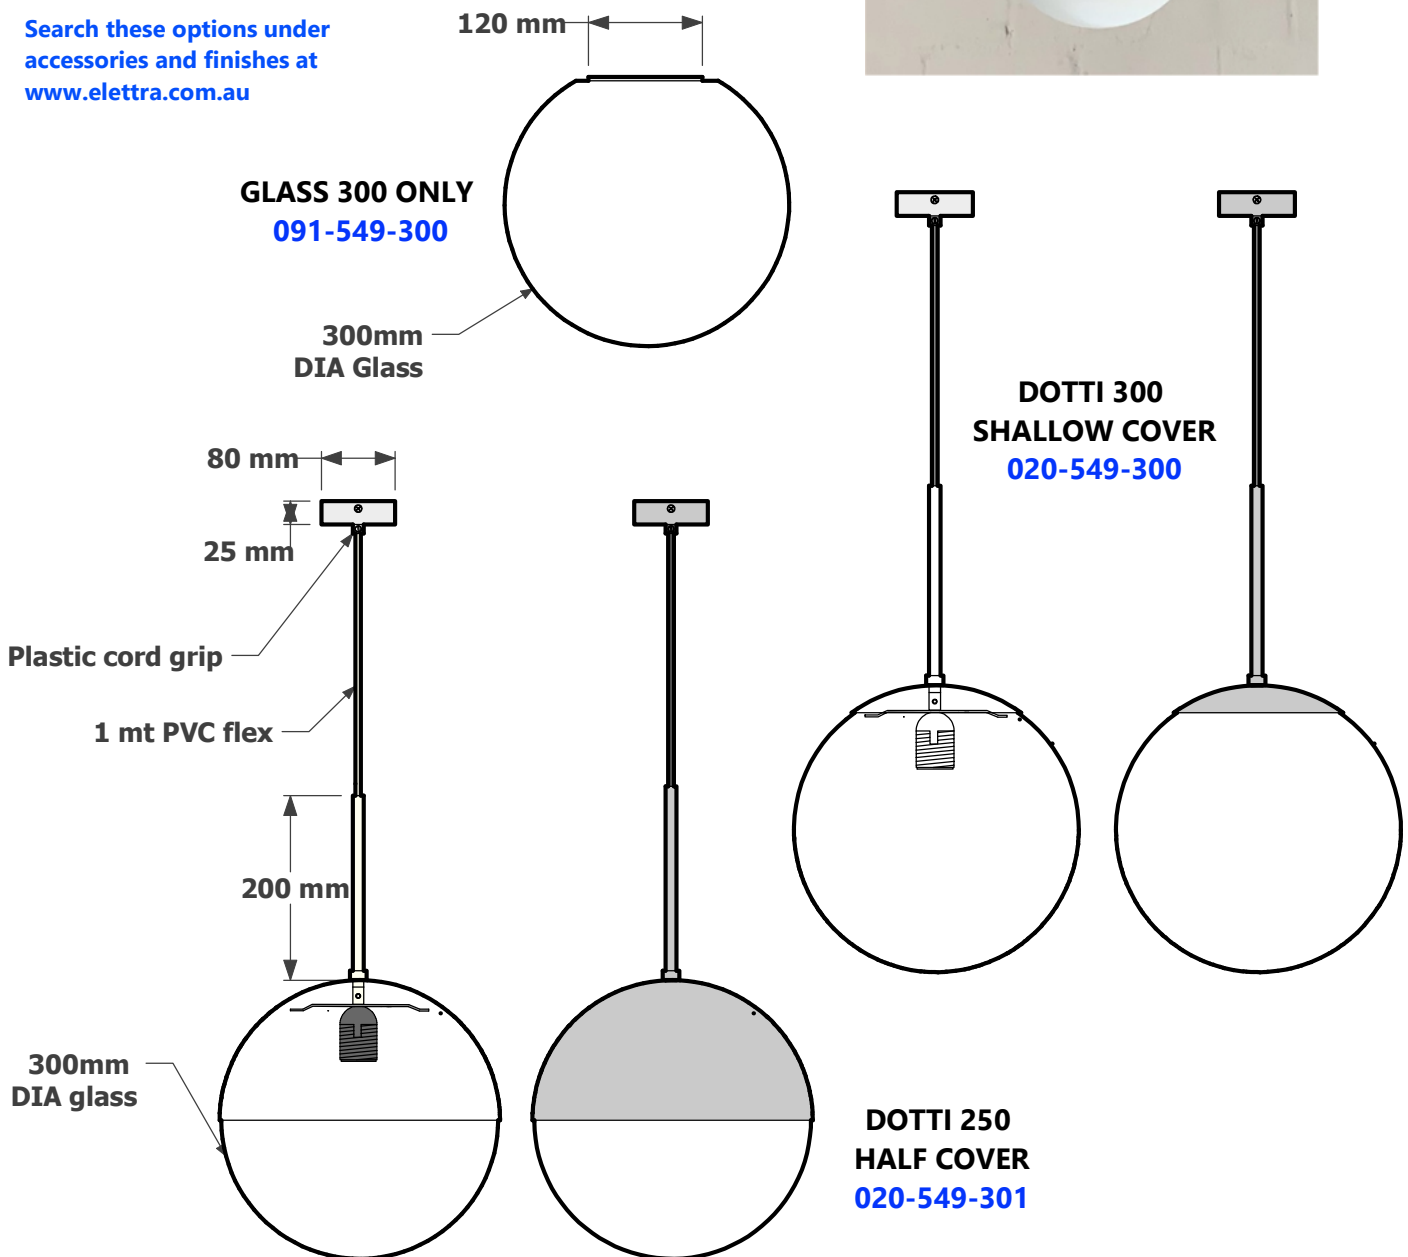 Search these options under
accessories and finishes at
www.elettra.com.au
120 mm
GLASS 300 ONLY
091-549-300
300mm
DIA Glass
DOTTI 300
SHALLOW COVER
020-549-300
80 mm
25 mm
Plastic cord grip
1 mt PVC flex
200 mm
300mm
DIA glass
DOTTI 250
HALF COVER
020-549-301